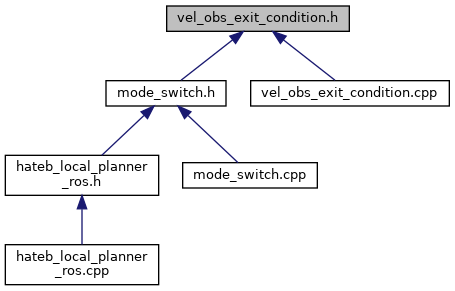 vel_obs_exit_condition.h
mode_switch.h
vel_obs_exit_condition.cpp
hateb_local_planner
_ros.h
mode_switch.cpp
hateb_local_planner
_ros.cpp